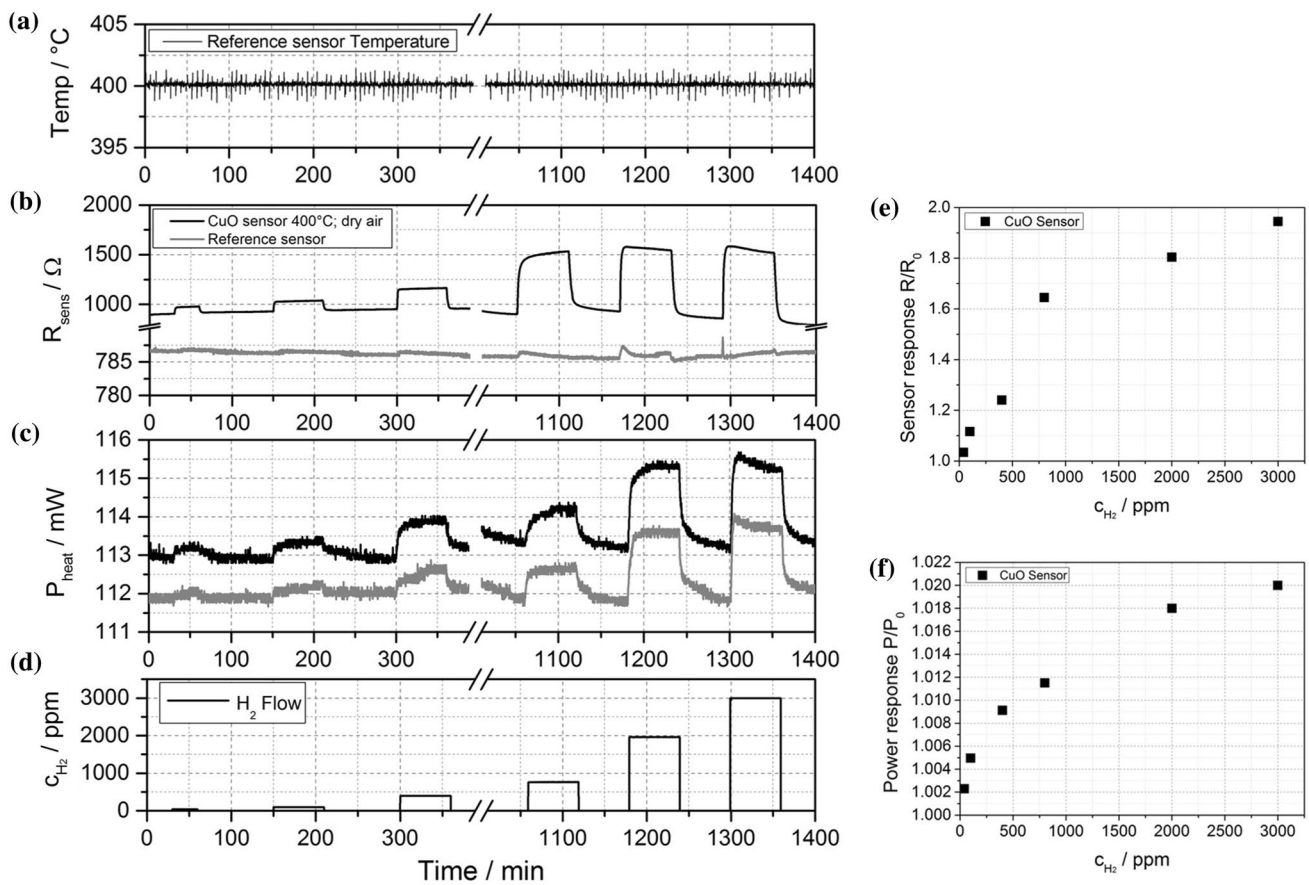 (a)
405
400
395
Temp / °C
Reference sensor Temperature
0 100 200 300 1100 1200 1300 1400
(b)
2000
1500
1000
785
780
R_sens / Ω
CuO sensor 400°C; dry air
Reference sensor
0 100 200 300 1100 1200 1300 1400
(c)
116
115
114
113
112
111
P_heat / mW
0 100 200 300 1100 1200 1300 1400
(d)
3000
2000
1000
0
c_H₂ / ppm
H₂ Flow
0 100 200 300 1100 1200 1300 1400
Time / min
(e)
2.0
1.8
1.6
1.4
1.2
1.0
Sensor response R/R₀
CuO Sensor
0 500 1000 1500 2000 2500 3000
c_H₂ / ppm
(f)
1.022
1.020
1.018
1.016
1.014
1.012
1.010
1.008
1.006
1.004
1.002
1.000
Power response P/P₀
CuO Sensor
0 500 1000 1500 2000 2500 3000
c_H₂ / ppm